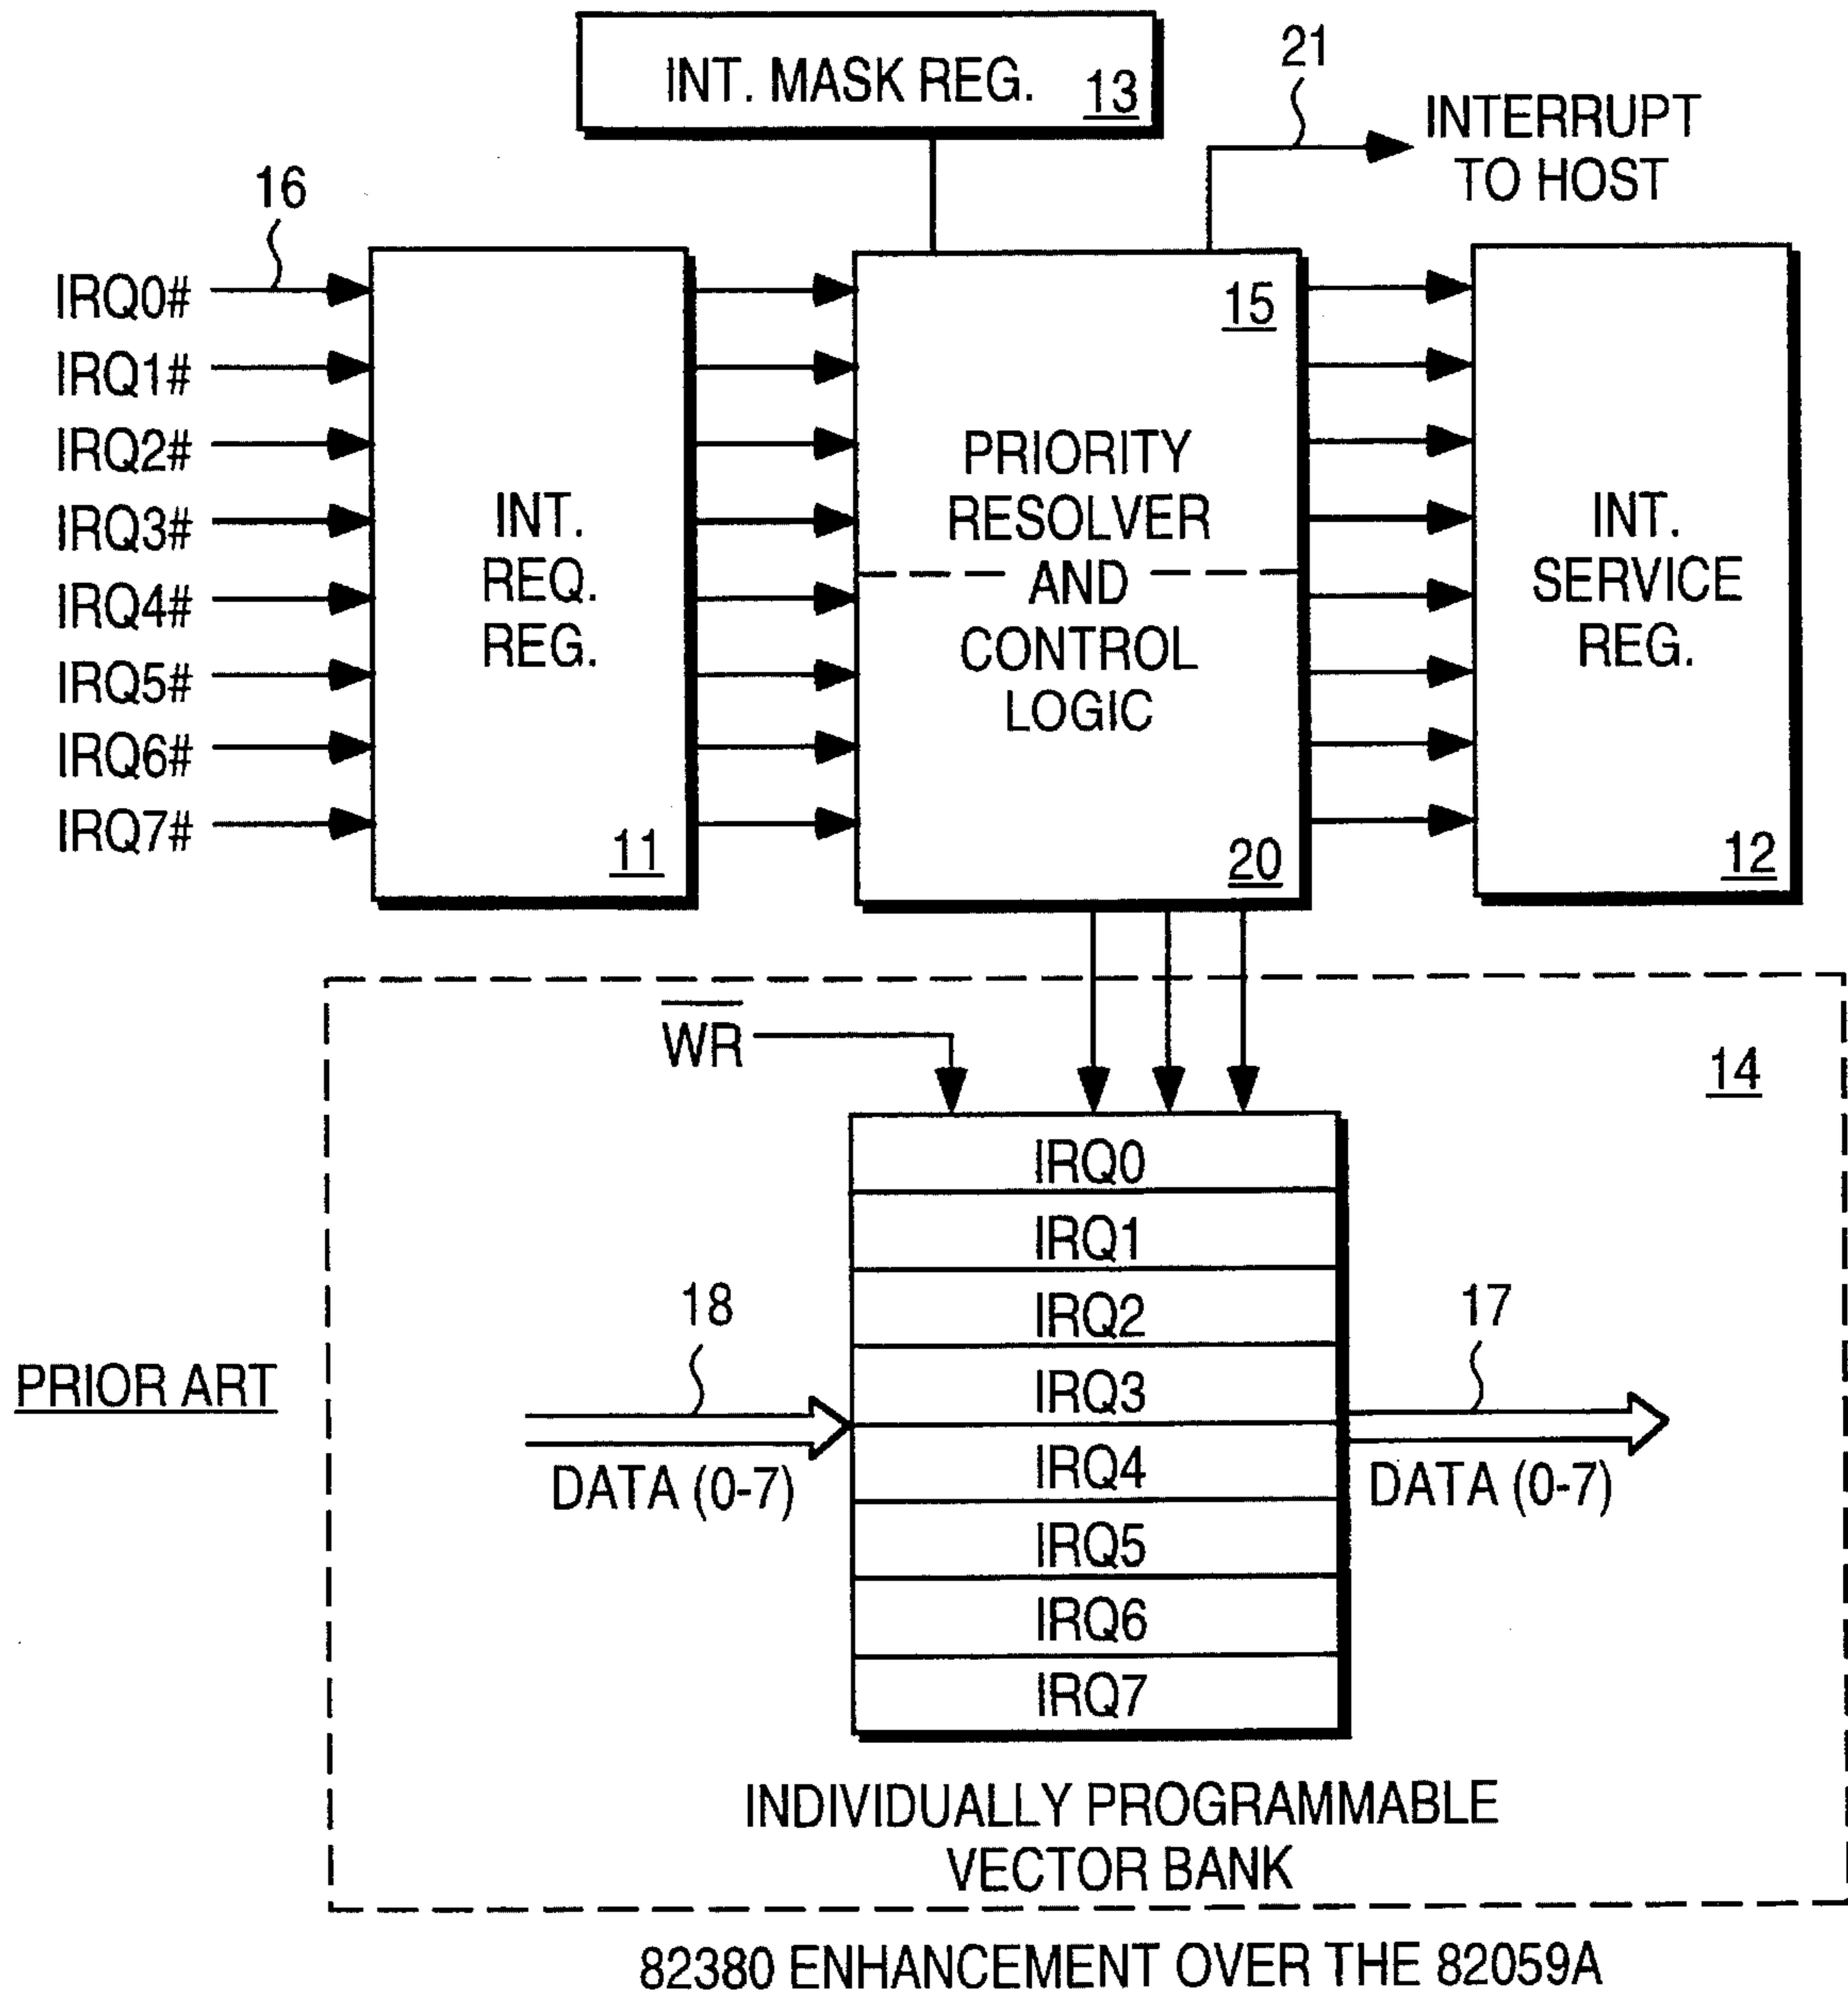 INT. MASK REG. 13
21
INTERRUPT
TO HOST
16
IRQ0#
IRQ1#
IRQ2#
IRQ3#
IRQ4#
IRQ5#
IRQ6#
IRQ7#
INT.
REQ.
REG.
11
15
PRIORITY
RESOLVER
AND
CONTROL
LOGIC
20
INT.
SERVICE
REG.
12
WR
14
IRQ0
IRQ1
IRQ2
IRQ3
IRQ4
IRQ5
IRQ6
IRQ7
18
DATA (0-7)
17
DATA (0-7)
PRIOR ART
INDIVIDUALLY PROGRAMMABLE
VECTOR BANK
82380 ENHANCEMENT OVER THE 82059A